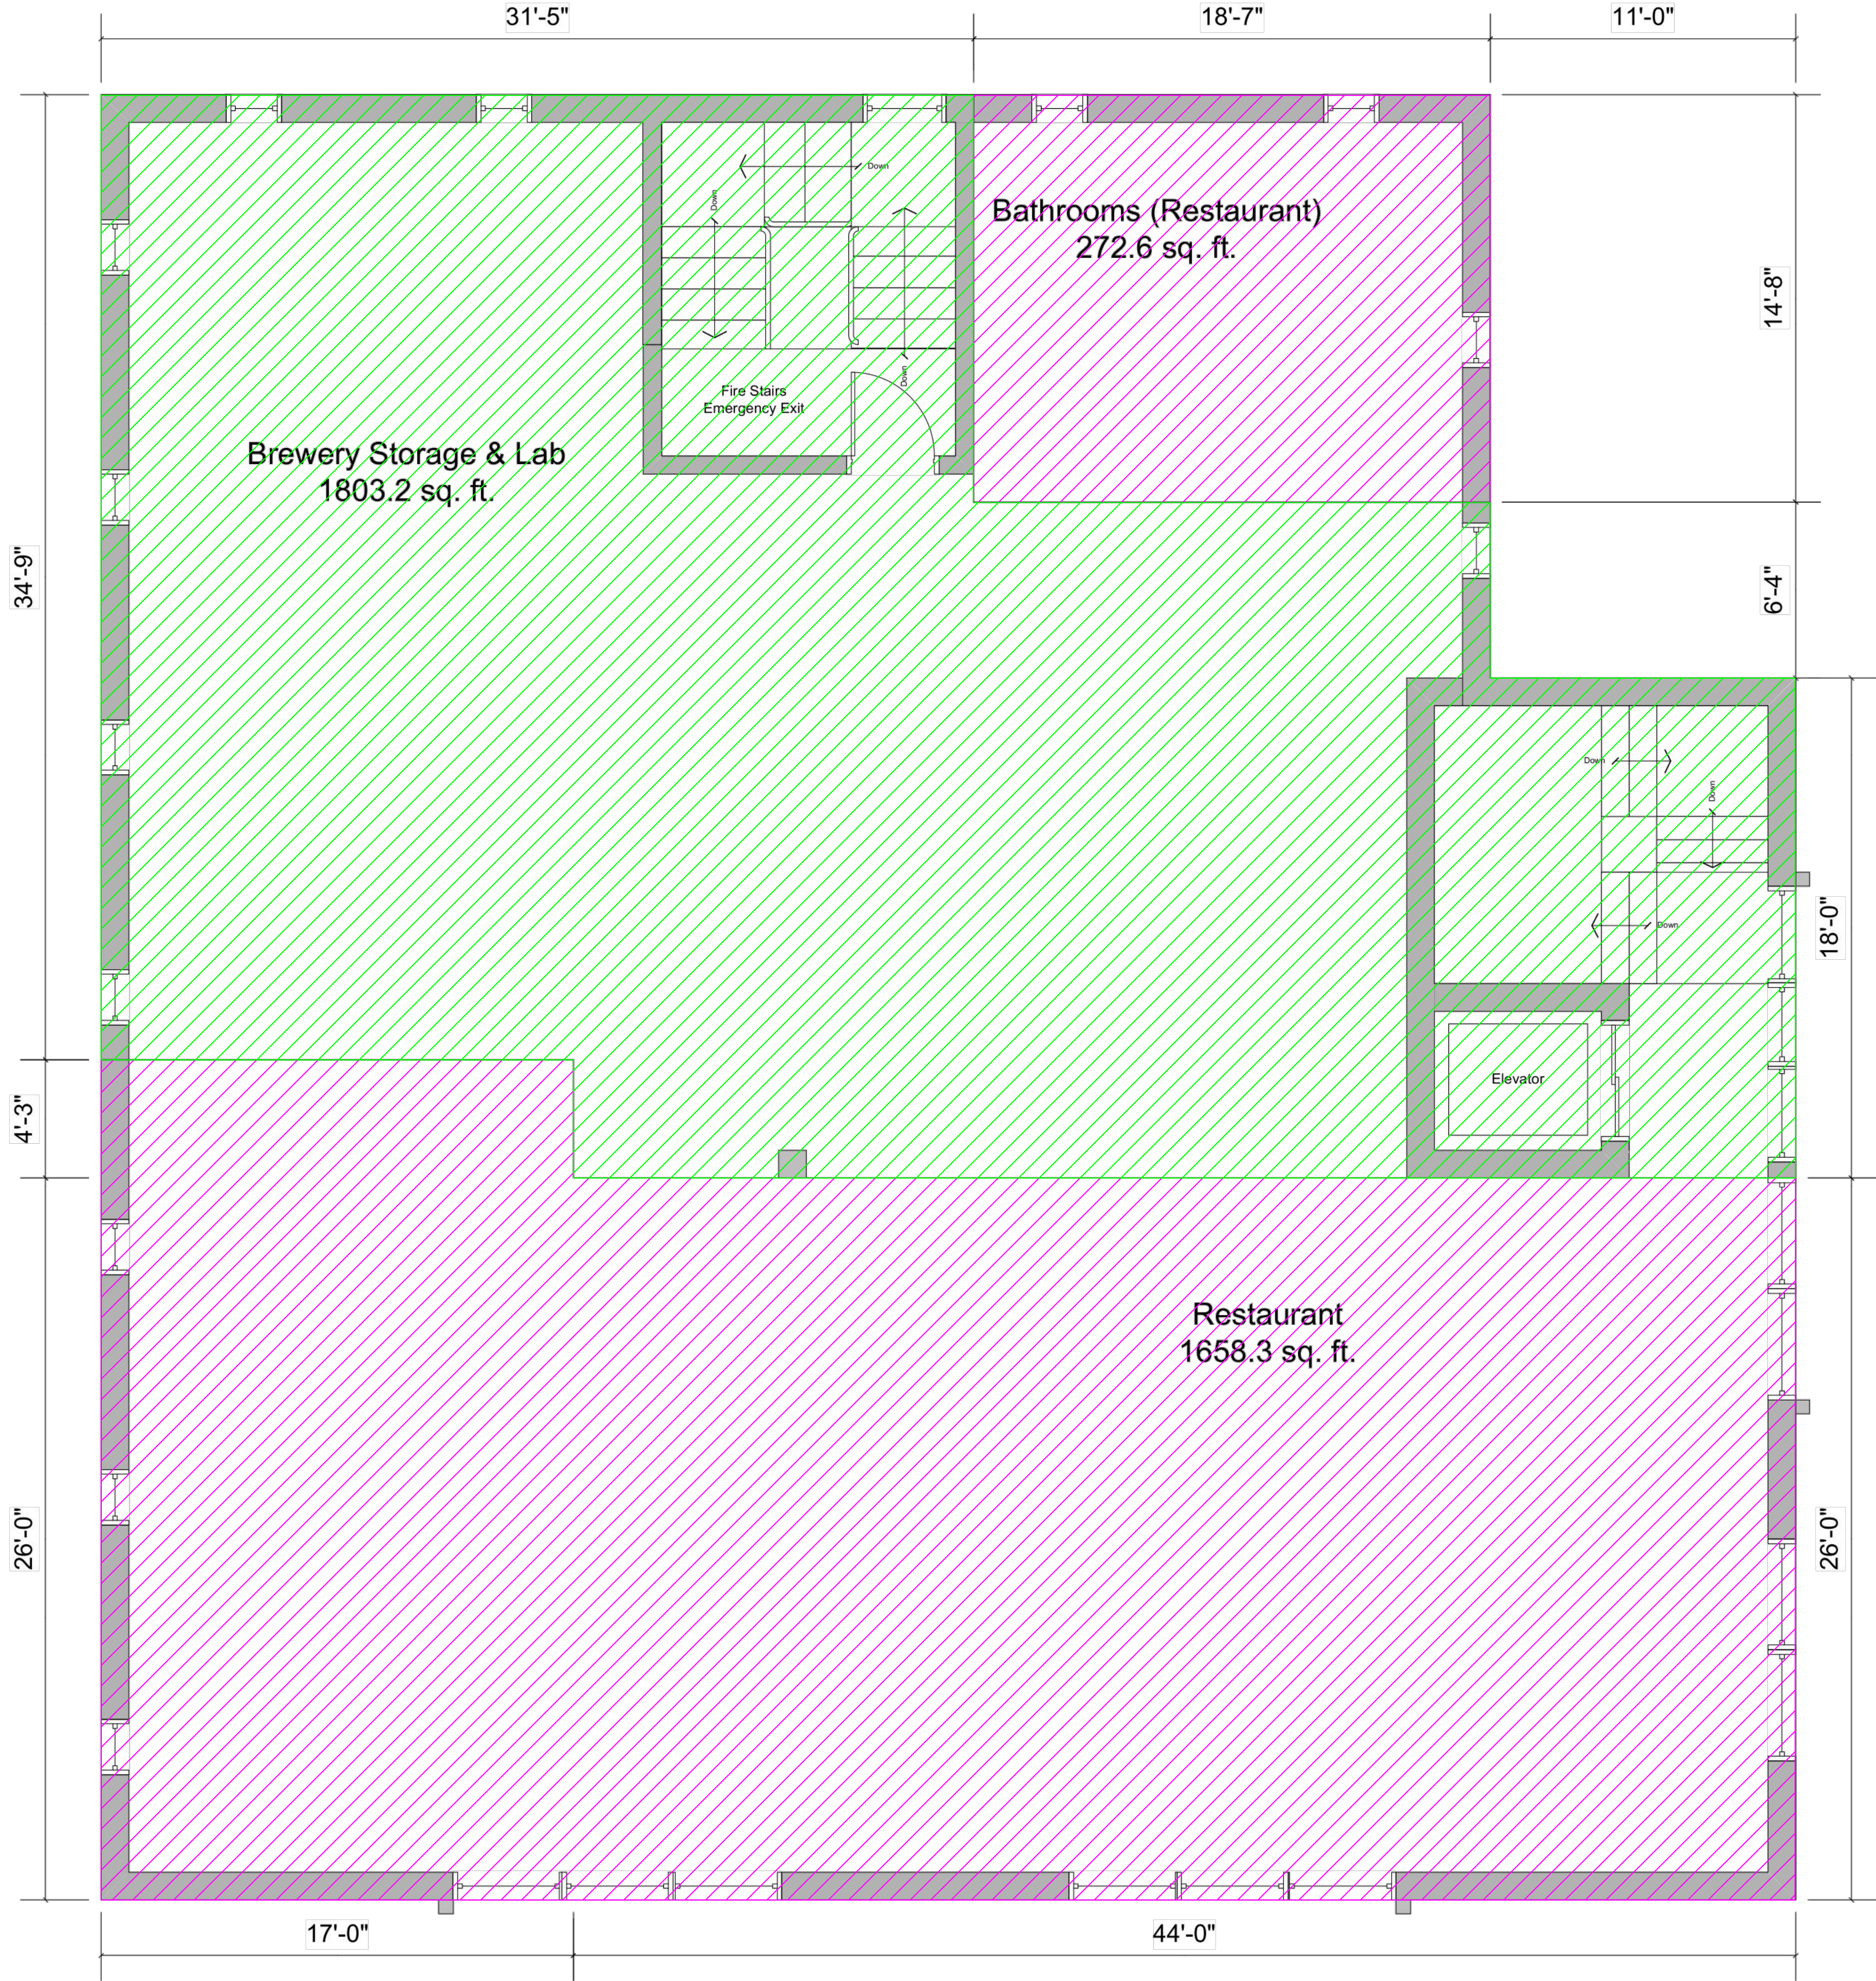 31'-5"
18'-7"
11'-0"
Down
Down
Bathrooms (Restaurant)
272.6 sq. ft.
14'-8"
Down
Fire Stairs
Emergency Exit
Brewery Storage & Lab
1803.2 sq. ft.
34'-9"
6'-4"
Down
Down
Down
18'-0"
Elevator
4'-3"
Restaurant
1658.3 sq. ft.
26'-0"
26'-0"
17'-0"
44'-0"